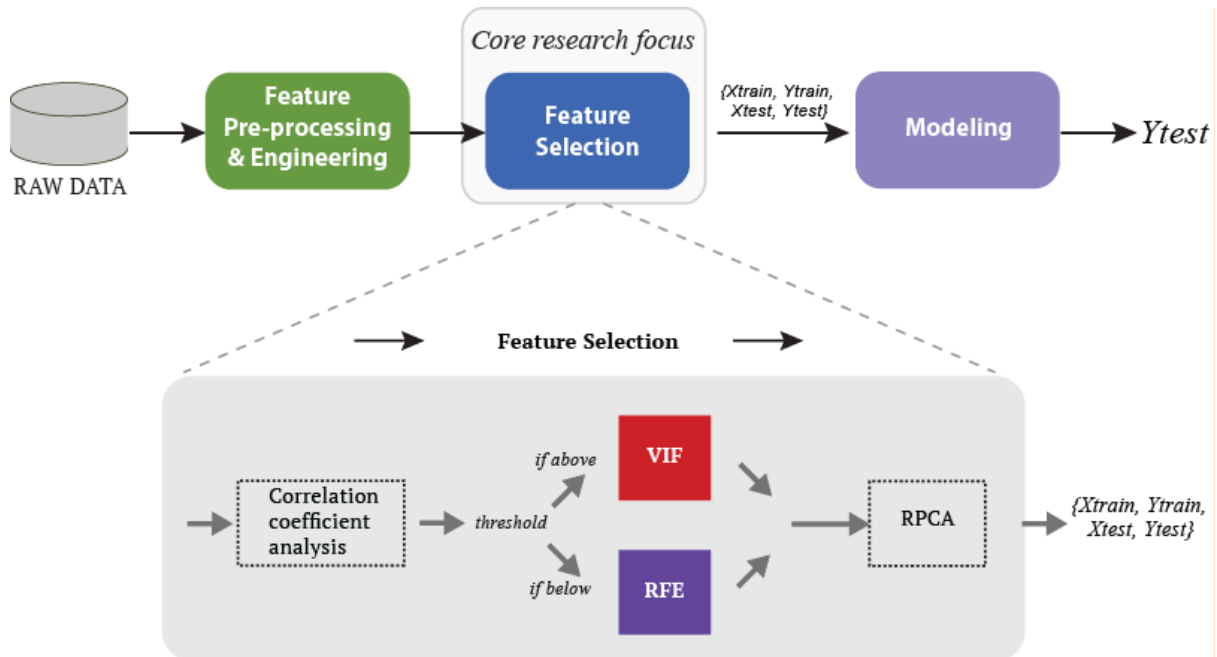 Core research focus
RAW DATA
Feature
Pre-processing
& Engineering
Feature
Selection
{Xtrain, Ytrain,
Xtest, Ytest}
Modeling
Ytest
Feature Selection
Correlation
coefficient
analysis
threshold
if above
if below
VIF
RFE
RPCA
{Xtrain, Ytrain,
Xtest, Ytest}